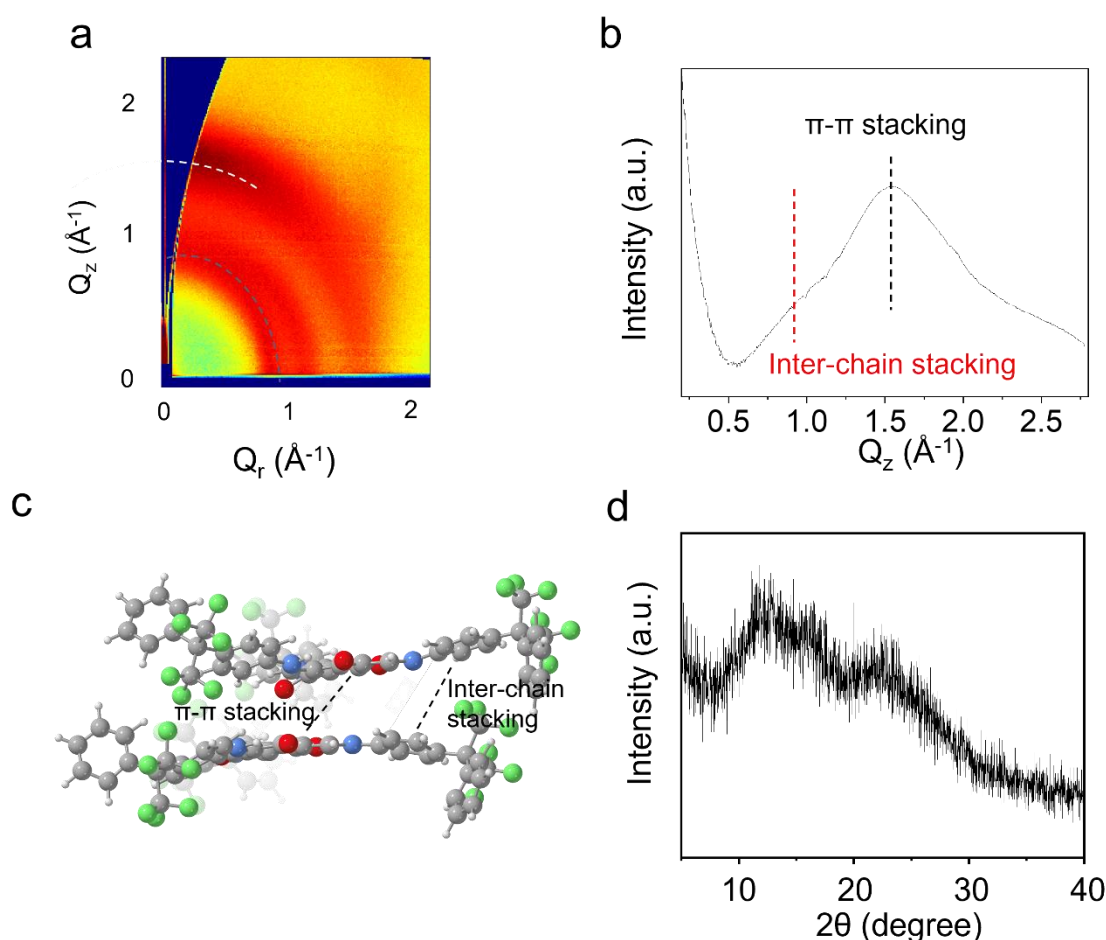 a
2
1
0
Q_z (Å⁻¹)
0
1
2
Q_r (Å⁻¹)
b
π-π stacking
Inter-chain stacking
Intensity (a.u.)
0.5
1.0
1.5
2.0
2.5
Q_z (Å⁻¹)
c
π-π stacking
Inter-chain
stacking
d
Intensity (a.u.)
10
20
30
40
2θ (degree)